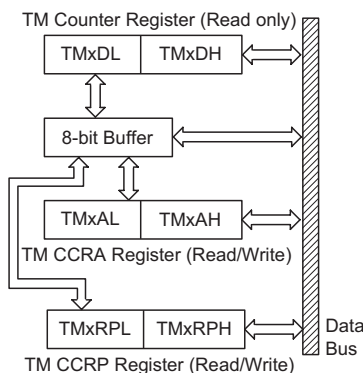 TM Counter Register (Read only)
TMxDL TMxDH
8-bit Buffer
TMxAL TMxAH
TM CCRA Register (Read/Write)
TMxRPL TMxRPH
TM CCRP Register (Read/Write)
Data
Bus